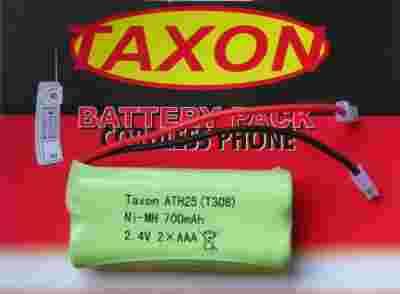 TAXON
BATTERY PACK
CORDLESS PHONE
Taxon ATH25 (T308)
Ni-MH 700mAh
2.4V 2×AAA